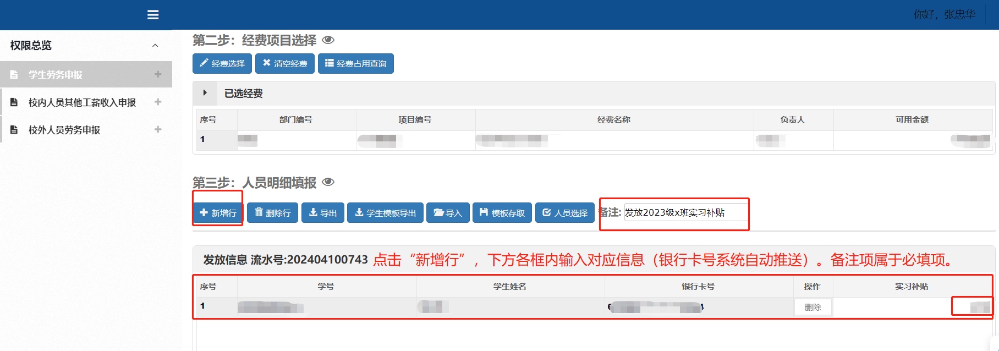 你好，张忠华
权限总览
学生劳务申报
校内人员其他工薪收入申报
校外人员劳务申报
第二步：经费项目选择
经费选择 清空经费 经费占用查询
已选经费
序号 部门编号 项目编号 经费名称 负责人 可用金额
1
第三步：人员明细填报
新增行 删除行 导出 学生模板导出 导入 模板存取 人员选择 备注: 发放2023级x班实习补贴
发放信息 流水号:202404100743 点击“新增行”，下方各框内输入对应信息（银行卡号系统自动推送）。备注项属于必填项。
序号 学号 学生姓名 银行卡号 操作 实习补贴
1 删除